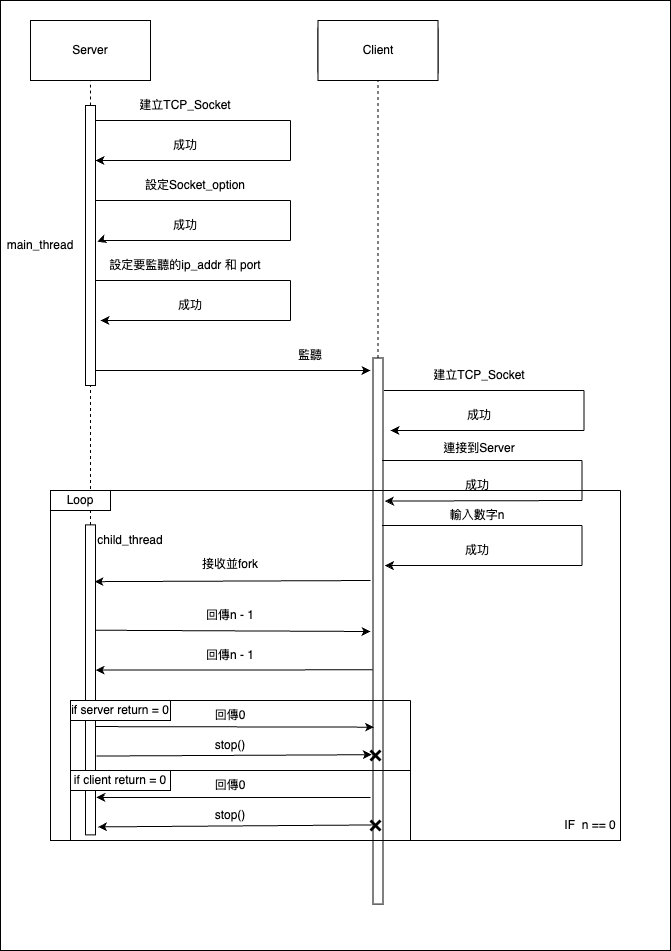 Server
Client
建立TCP_Socket
成功
設定Socket_option
成功
main_thread
設定要監聽的ip_addr 和 port
成功
監聽
建立TCP_Socket
成功
連接到Server
成功
Loop
輸入數字n
child_thread
成功
接收並fork
回傳n - 1
回傳n - 1
if server return = 0
回傳0
stop()
if client return = 0
回傳0
stop()
IF n == 0